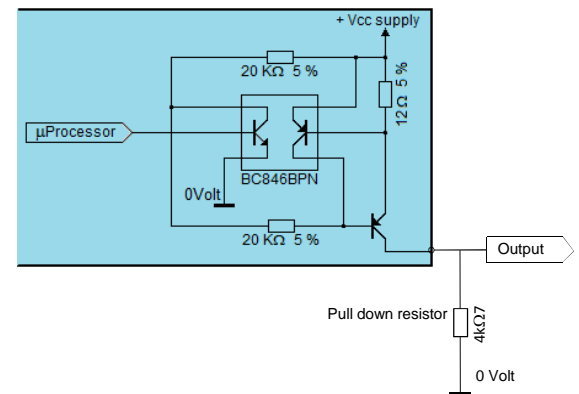 + Vcc supply
20 KΩ 5 %
12Ω 5 %
µProcessor
BC846BPN
0Volt
20 KΩ 5 %
Output
Pull down resistor
4kΩ7
0 Volt